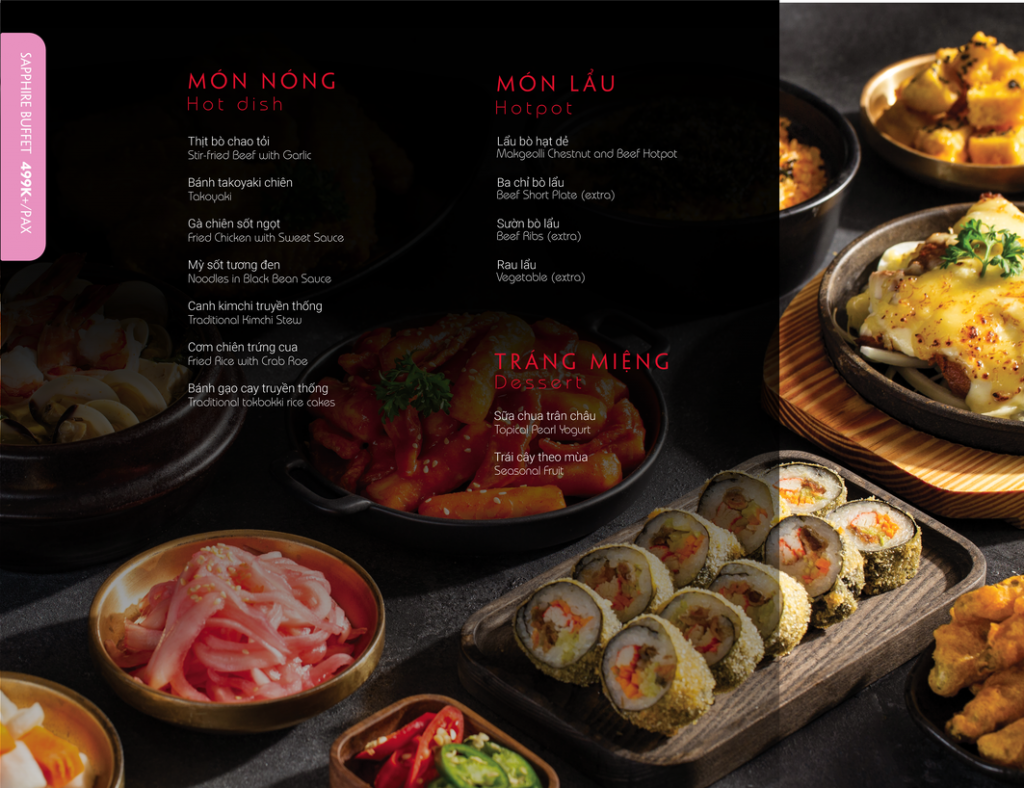 SAPPHIRE BUFFET 499K+/PAX
MÓN NÓNG
Hot dish
Thịt bò chao tỏi
Stir-fried Beef with Garlic
Bánh takoyaki chiên
Takoyaki
Gà chiên sốt ngọt
Fried Chicken with Sweet Sauce
Mỳ sốt tương đen
Noodles in Black Bean Sauce
Canh kimchi truyền thống
Traditional Kimchi Stew
Cơm chiên trứng cua
Fried Rice with Crab Roe
Bánh gạo cay truyền thống
Traditional tokbokki rice cakes
MÓN LẨU
Hotpot
Lẩu bò hạt dẻ
Makgeolli Chestnut and Beef Hotpot
Ba chỉ bò lẩu
Beef Short Plate (extra)
Sườn bò lẩu
Beef Ribs (extra)
Rau lẩu
Vegetable (extra)
TRÁNG MIỆNG
Dessert
Sữa chua trân châu
Topical Pearl Yogurt
Trái cây theo mùa
Seasonal Fruit